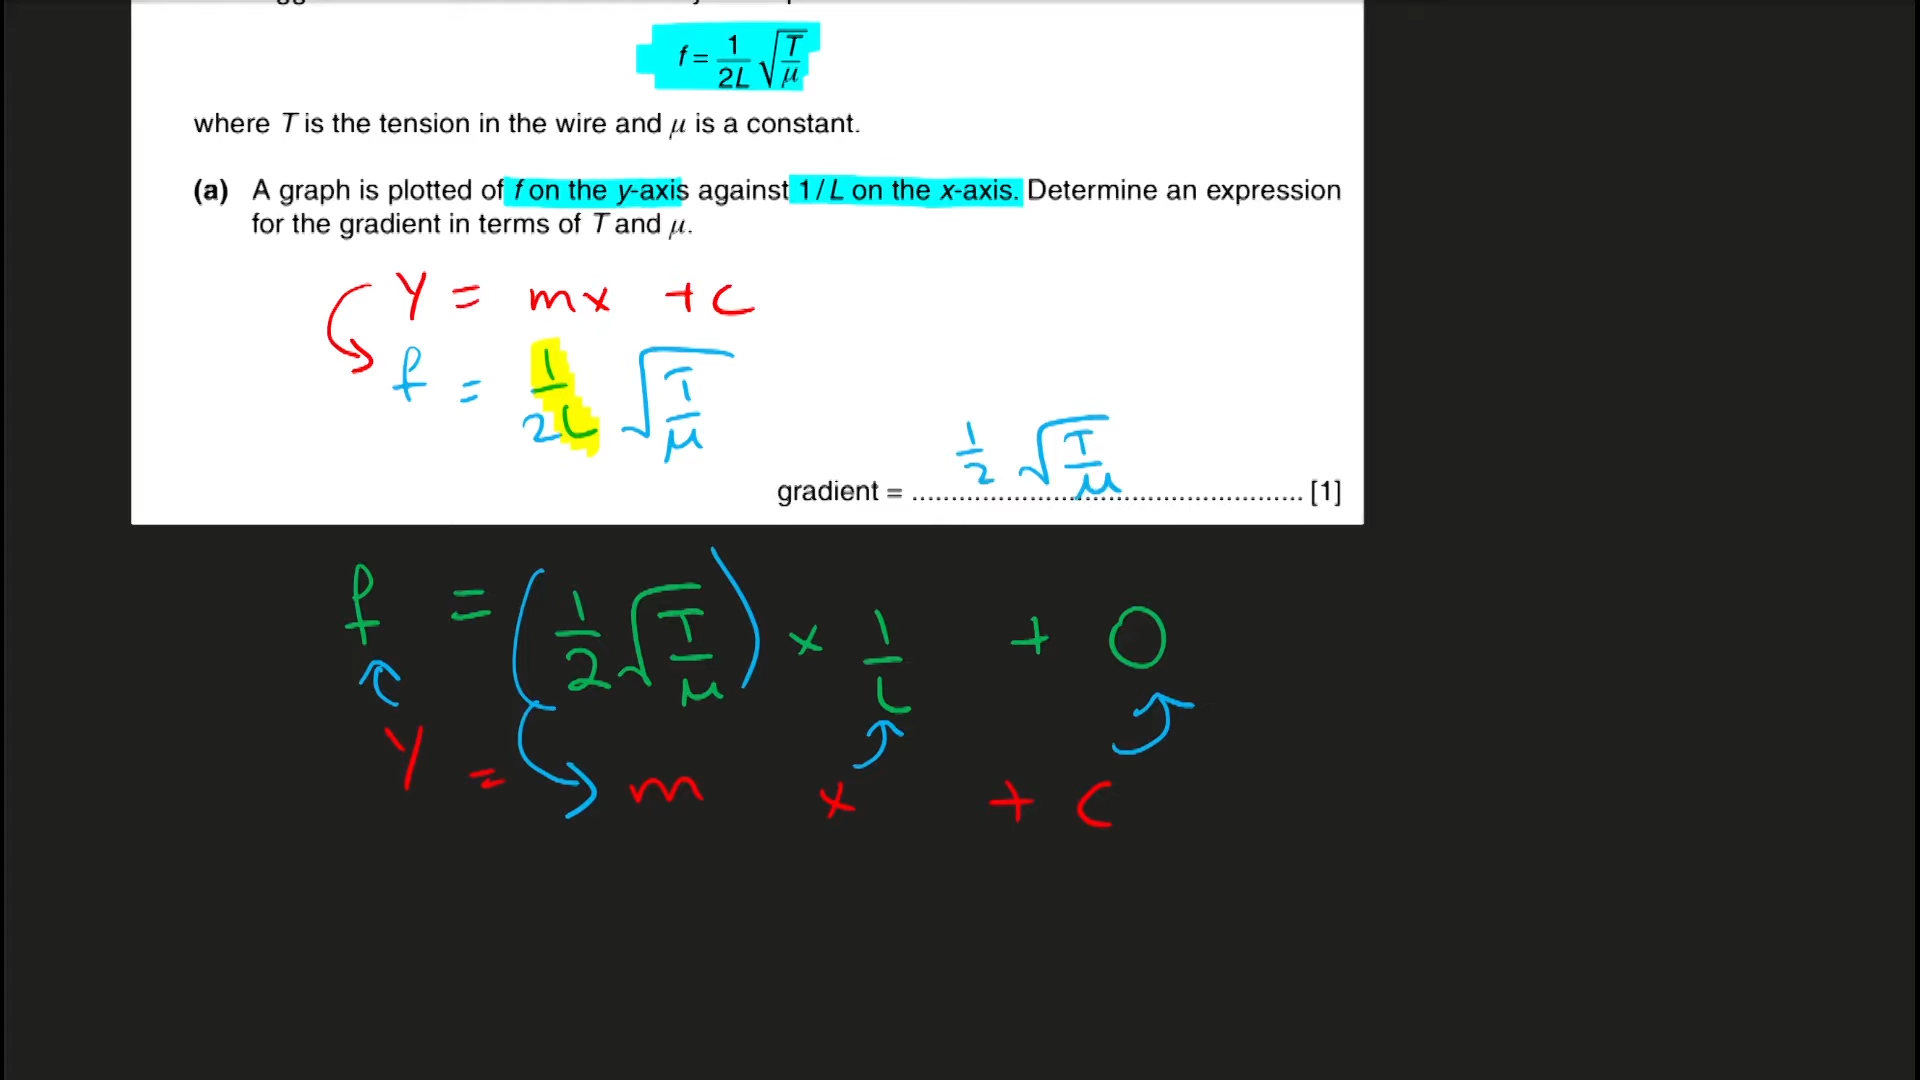 f = 1/2L √T/μ
where T is the tension in the wire and μ is a constant.
(a) A graph is plotted of f on the y-axis against 1/L on the x-axis. Determine an expression
for the gradient in terms of T and μ.
Y = mx + c
f = 1/2L √T/μ
1/2 √T/μ
gradient = .................................................. [1]
f = (1/2 √T/μ) × 1/L + 0
Y = m x + c